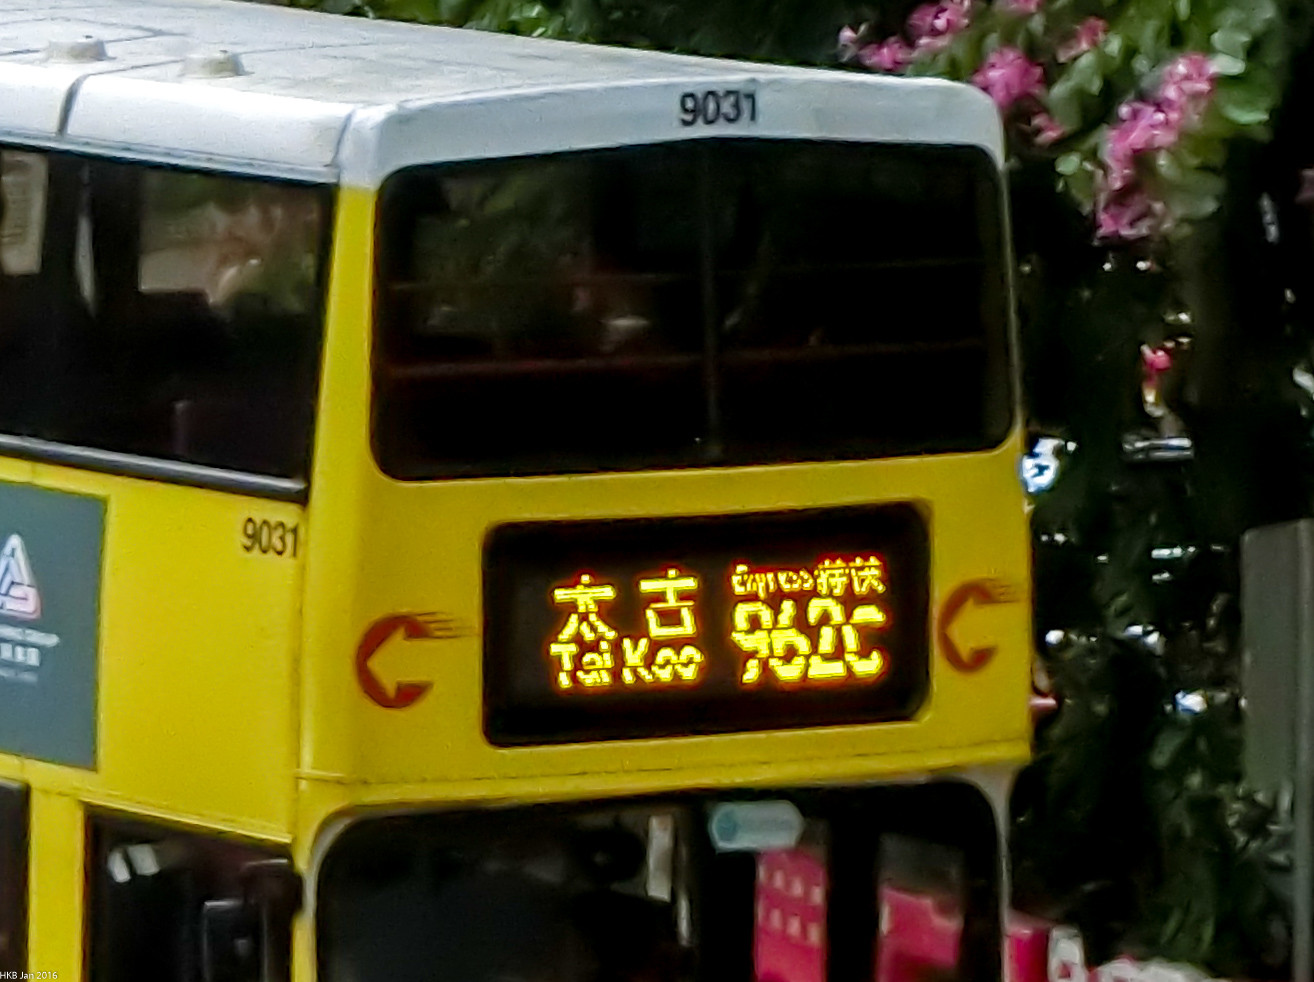 9031
9031
太古
Tai Koo
Express 特快
962C
HKB Jan 2016